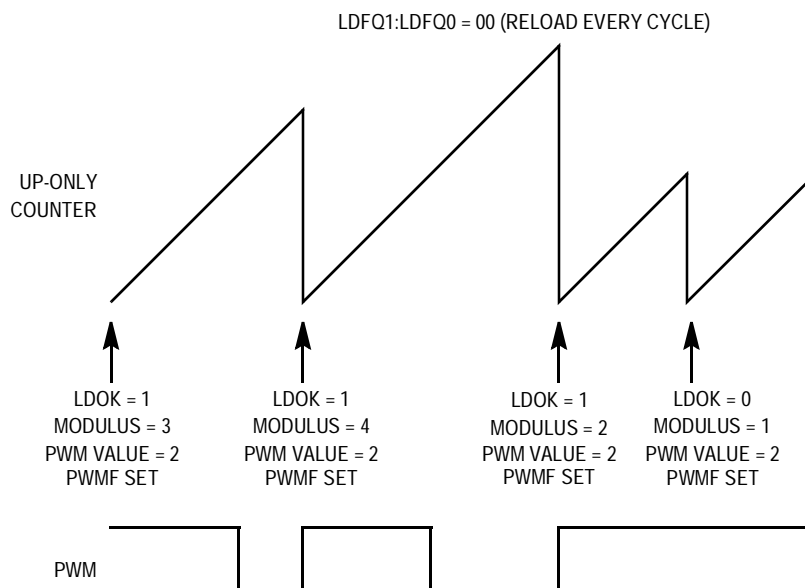 LDFQ1:LDFQ0 = 00 (RELOAD EVERY CYCLE)
UP-ONLY
COUNTER
LDOK = 1
MODULUS = 3
PWM VALUE = 2
PWMF SET
LDOK = 1
MODULUS = 4
PWM VALUE = 2
PWMF SET
LDOK = 1
MODULUS = 2
PWM VALUE = 2
PWMF SET
LDOK = 0
MODULUS = 1
PWM VALUE = 2
PWMF SET
PWM